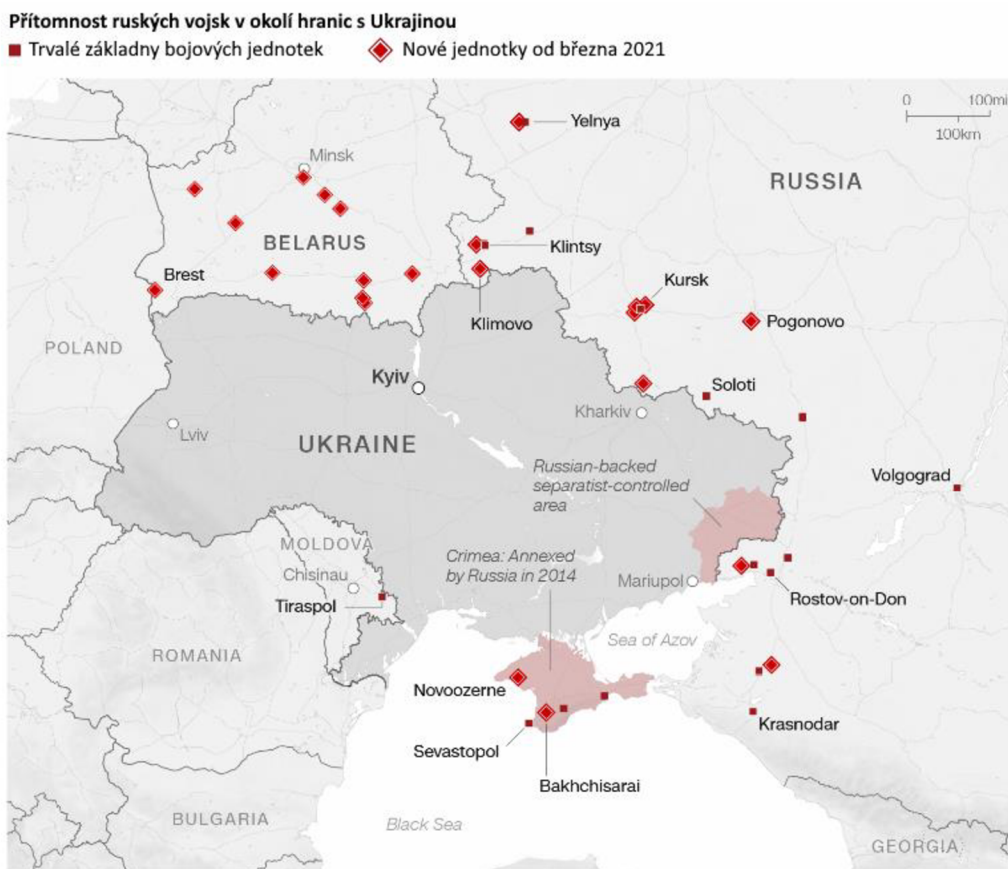 Přítomnost ruských vojsk v okolí hranic s Ukrajinou
Trvalé základny bojových jednotek
Nové jednotky od března 2021
0 100mi
100km
Yelnya
Minsk
RUSSIA
BELARUS
Klintsy
Brest
Kursk
Klimovo
Pogonovo
POLAND
Kyiv
Soloti
Kharkiv
Lviv
UKRAINE
Russian-backed
separatist-controlled
area
Volgograd
MOLDOVA
Crimea: Annexed
by Russia in 2014
Chisinau
Mariupol
Tiraspol
Rostov-on-Don
Sea of Azov
ROMANIA
Novoozerne
Krasnodar
Sevastopol
Bakhchisarai
BULGARIA
Black Sea
GEORGIA